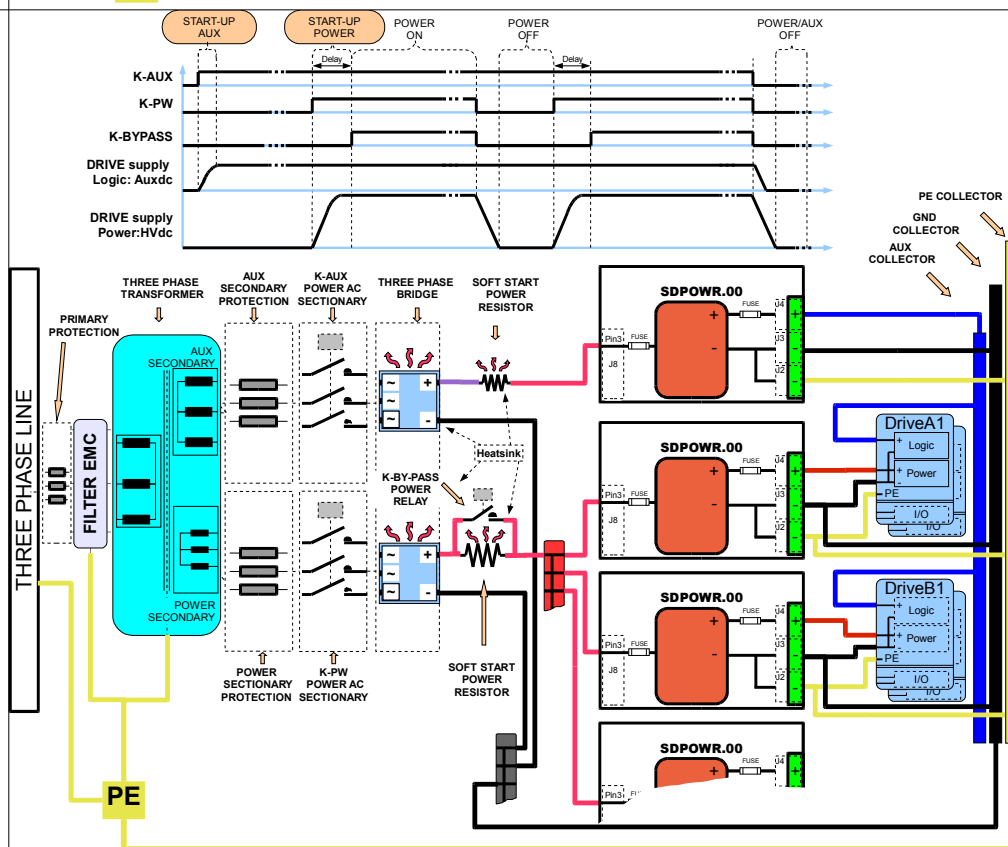 START-UP
AUX
START-UP
POWER
POWER
ON
POWER
OFF
POWER/AUX
OFF
Delay
Delay
K-AUX
K-PW
K-BYPASS
DRIVE supply
Logic: Auxdc
DRIVE supply
Power:HVdc
PE COLLECTOR
GND
COLLECTOR
AUX
COLLECTOR
THREE PHASE LINE
PRIMARY
PROTECTION
THREE PHASE
TRANSFORMER
AUX
SECONDARY
PROTECTION
K-AUX
POWER AC
SECTIONARY
THREE PHASE
BRIDGE
SOFT START
POWER
RESISTOR
FILTER EMC
AUX
SECONDARY
POWER
SECONDARY
~
~
~
+
-
Heatsink
K-BY-PASS
POWER
RELAY
~
~
~
+
-
POWER
SECTIONARY
PROTECTION
K-PW
POWER AC
SECTIONARY
SOFT START
POWER
RESISTOR
PE
SDPOWR.00
Pin3
FUSE
J8
+
-
FUSE
J4
+
J3
-
J2
SDPOWR.00
Pin3
FUSE
J8
+
-
FUSE
J4
+
J3
-
J2
DriveA1
+ Logic
-
+ Power
-
PE
I/O
I/O
SDPOWR.00
Pin3
FUSE
J8
+
-
FUSE
J4
+
J3
-
J2
DriveB1
+ Logic
-
+ Power
-
PE
I/O
I/O
SDPOWR.00
Pin3
+
FUSE
J4
+